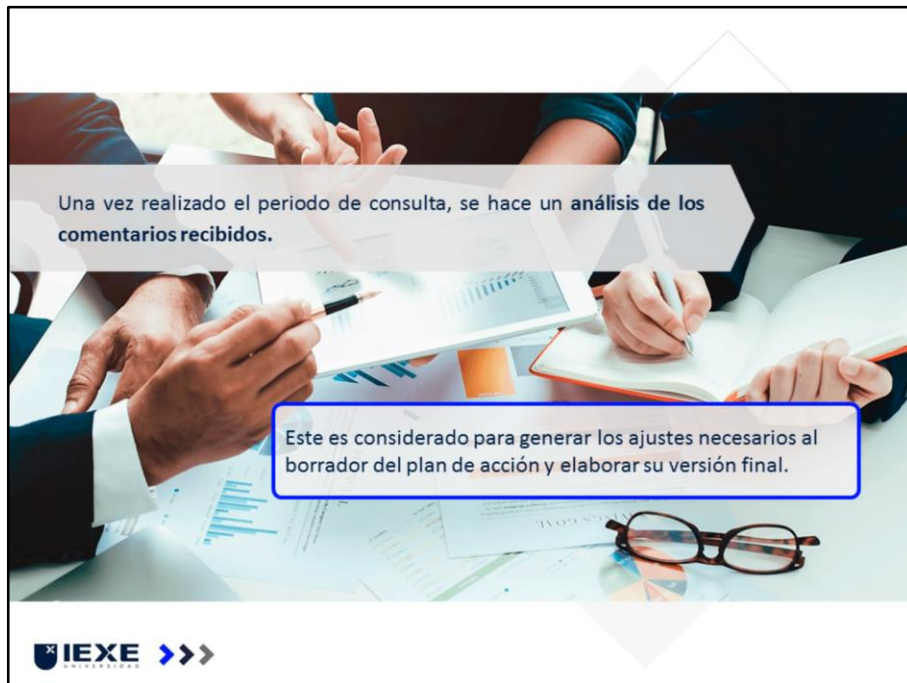 Una vez realizado el periodo de consulta, se hace un análisis de los
comentarios recibidos.
Este es considerado para generar los ajustes necesarios al
borrador del plan de acción y elaborar su versión final.
IEXE
UNIVERSIDAD